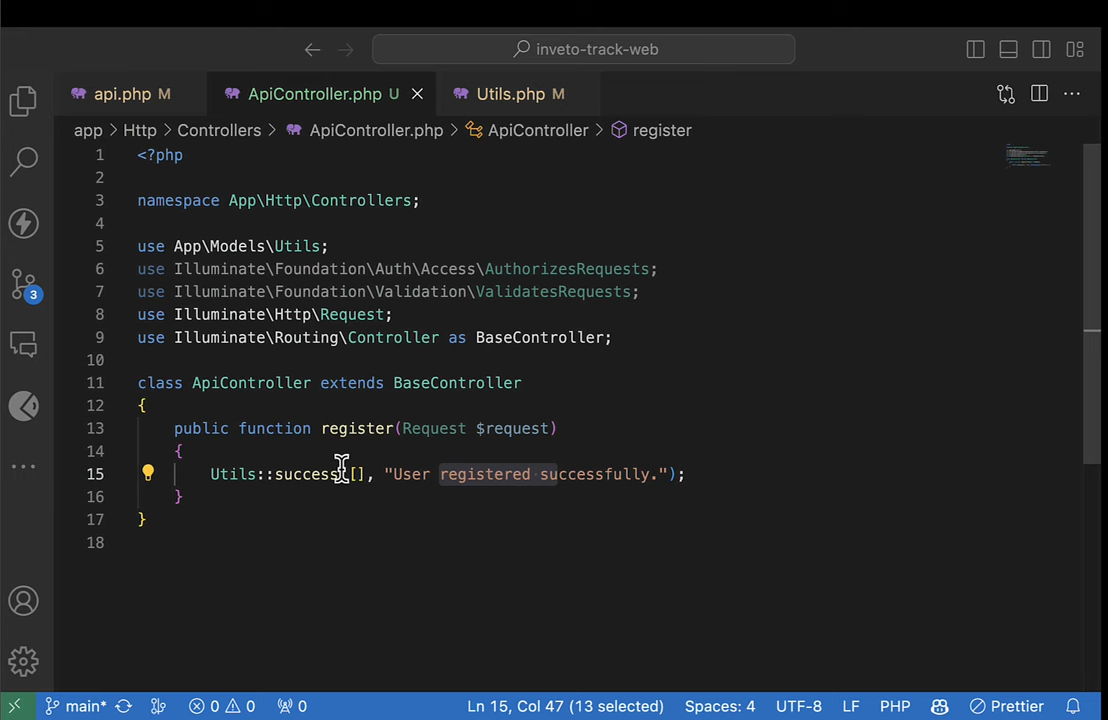 inveto-track-web
api.php M
ApiController.php U
Utils.php M
app > Http > Controllers > ApiController.php > ApiController > register
1 <?php
2
3 namespace App\Http\Controllers;
4
5 use App\Models\Utils;
6 use Illuminate\Foundation\Auth\Access\AuthorizesRequests;
7 use Illuminate\Foundation\Validation\ValidatesRequests;
8 use Illuminate\Http\Request;
9 use Illuminate\Routing\Controller as BaseController;
10
11 class ApiController extends BaseController
12 {
13 public function register(Request $request)
14 {
15 Utils::success([], "User registered successfully.");
16 }
17 }
18
3
main* 0 0 0 Ln 15, Col 47 (13 selected) Spaces: 4 UTF-8 LF PHP Prettier